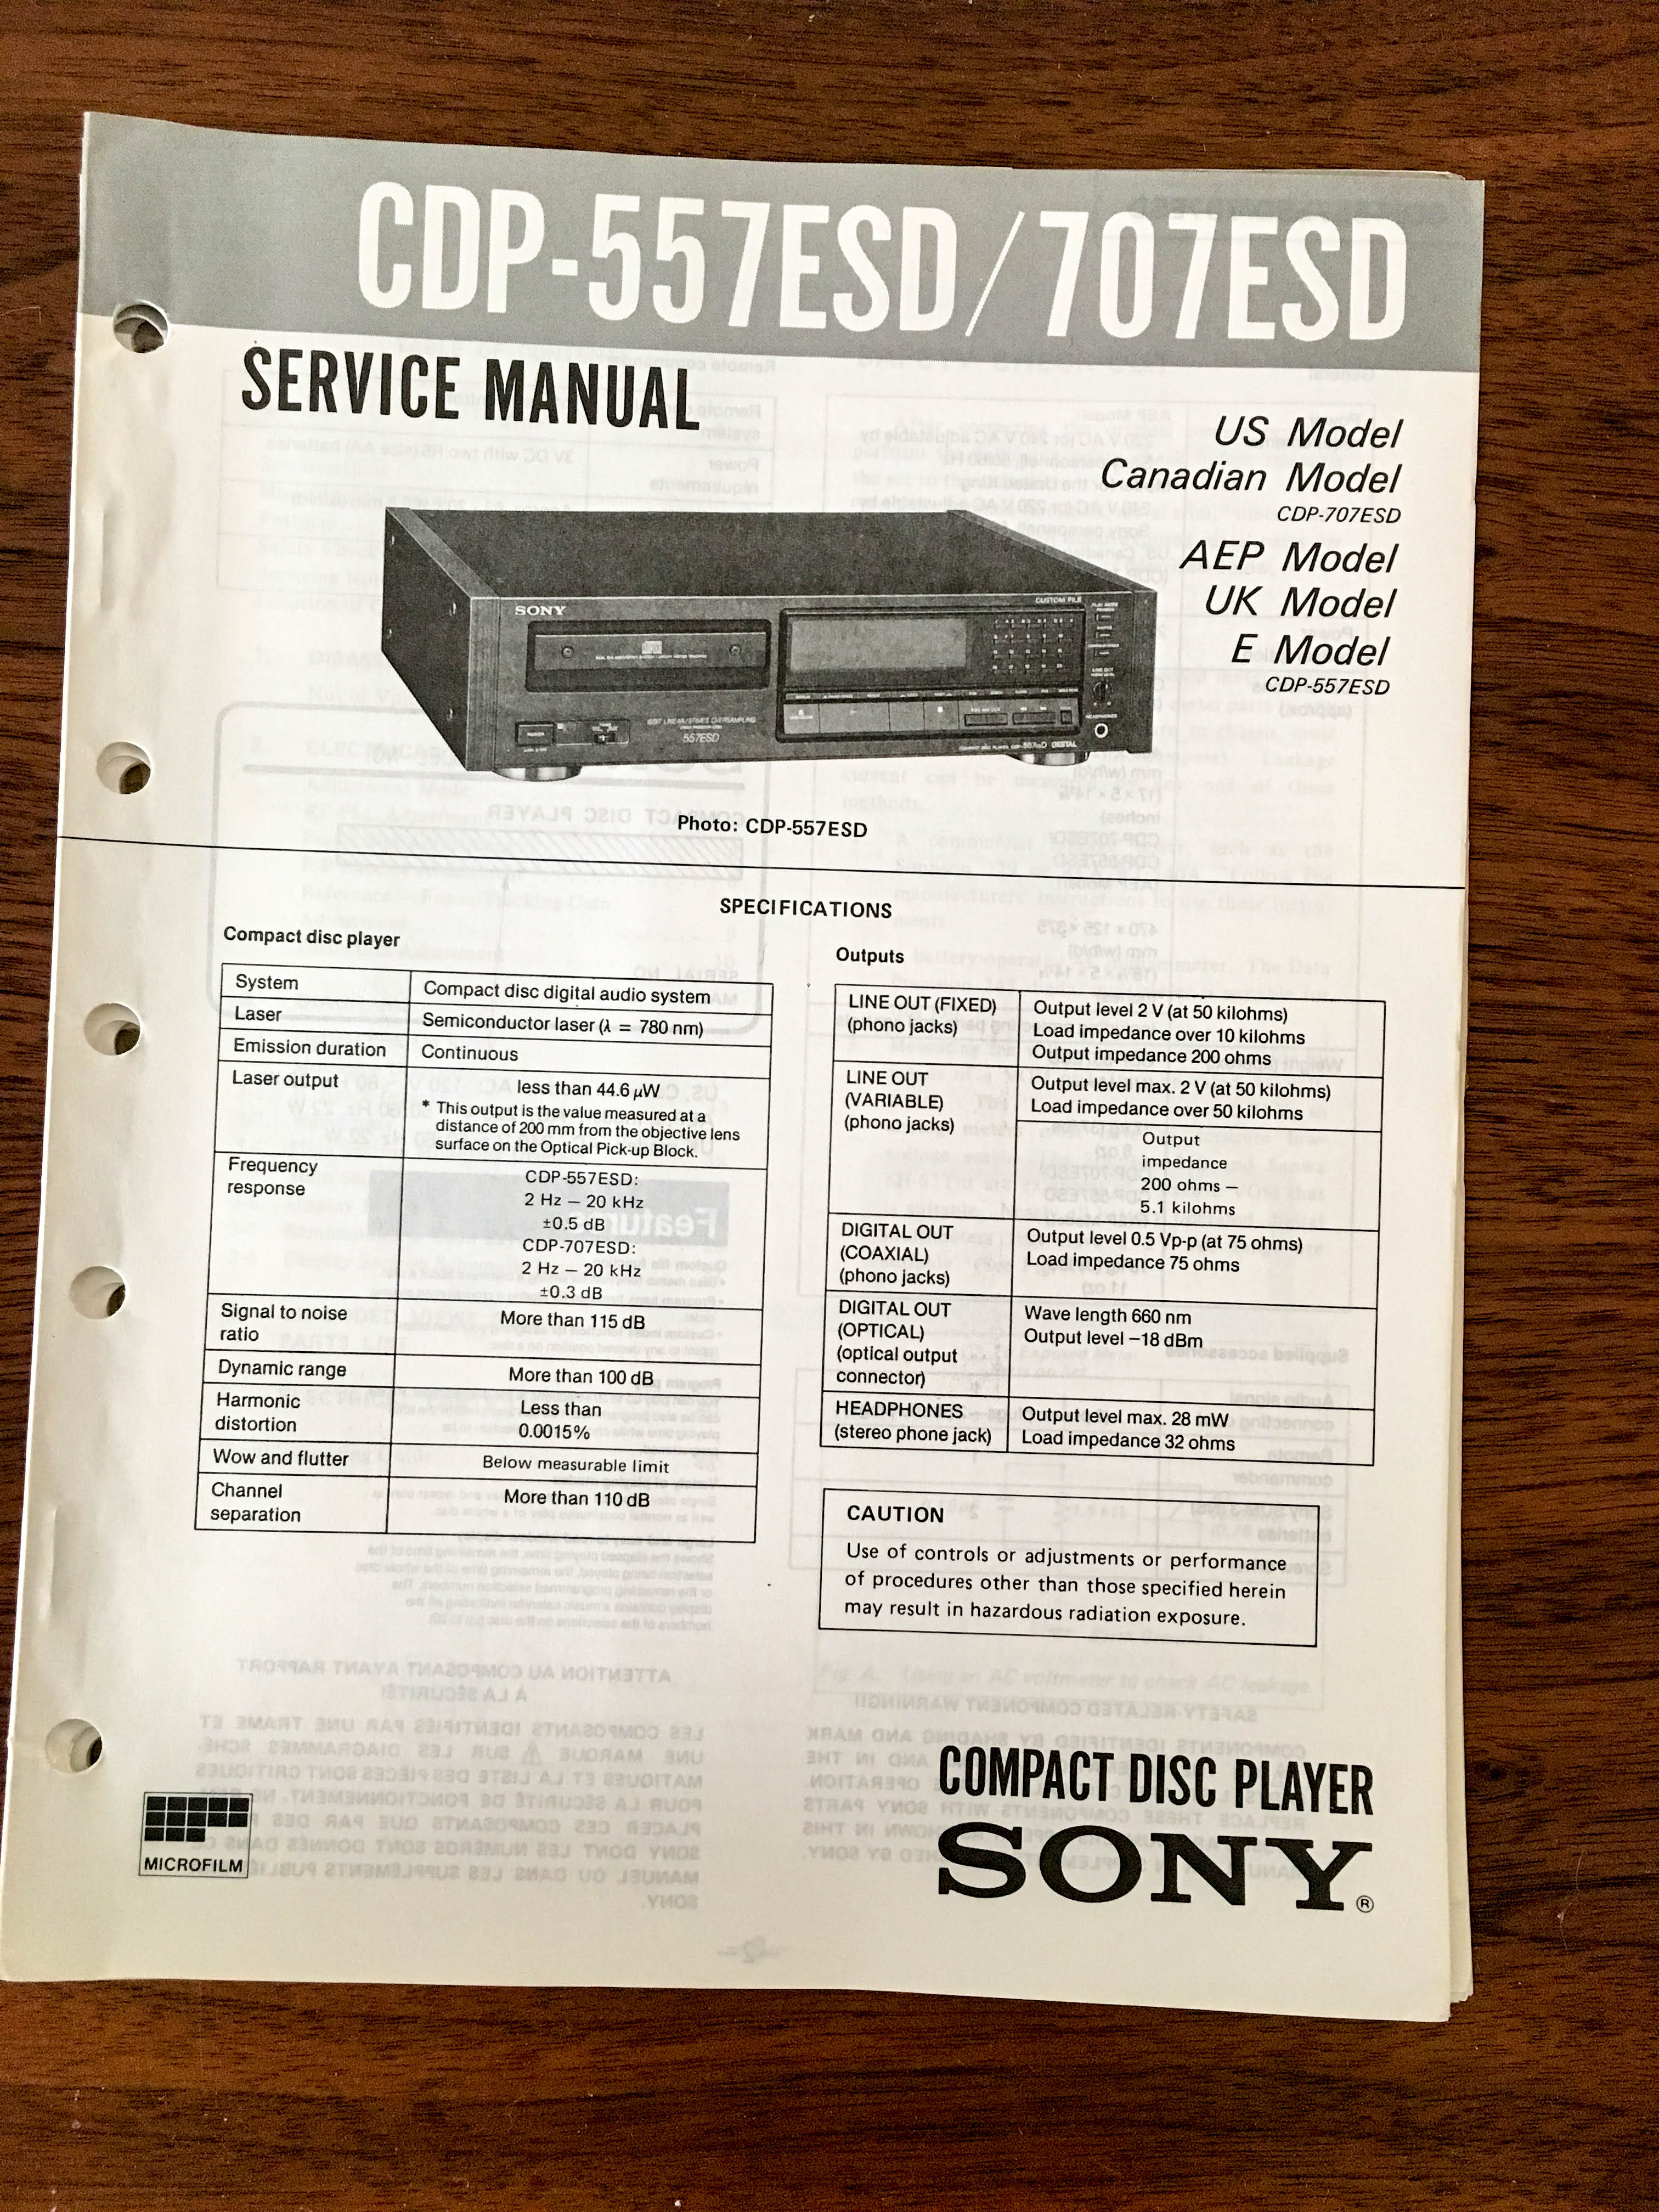 CDP-557ESD/707ESD
SERVICE MANUAL
US Model
Canadian Model
CDP-707ESD
AEP Model
UK Model
E Model
CDP-557ESD
SONY
CUSTOM FILE
557ESD
Photo: CDP-557ESD
SPECIFICATIONS
Compact disc player
System
Compact disc digital audio system
Laser
Semiconductor laser (λ = 780 nm)
Emission duration
Continuous
Laser output
less than 44.6 μW
* This output is the value measured at a
distance of 200 mm from the objective lens
surface on the Optical Pick-up Block.
Frequency
response
CDP-557ESD:
2 Hz – 20 kHz
±0.5 dB
CDP-707ESD:
2 Hz – 20 kHz
±0.3 dB
Signal to noise
ratio
More than 115 dB
Dynamic range
More than 100 dB
Harmonic
distortion
Less than
0.0015%
Wow and flutter
Below measurable limit
Channel
separation
More than 110 dB
Outputs
LINE OUT (FIXED)
(phono jacks)
Output level 2 V (at 50 kilohms)
Load impedance over 10 kilohms
Output impedance 200 ohms
LINE OUT
(VARIABLE)
(phono jacks)
Output level max. 2 V (at 50 kilohms)
Load impedance over 50 kilohms
Output
impedance
200 ohms –
5.1 kilohms
DIGITAL OUT
(COAXIAL)
(phono jacks)
Output level 0.5 Vp-p (at 75 ohms)
Load impedance 75 ohms
DIGITAL OUT
(OPTICAL)
(optical output
connector)
Wave length 660 nm
Output level –18 dBm
HEADPHONES
(stereo phone jack)
Output level max. 28 mW
Load impedance 32 ohms
CAUTION
Use of controls or adjustments or performance
of procedures other than those specified herein
may result in hazardous radiation exposure.
MICROFILM
COMPACT DISC PLAYER
SONY®